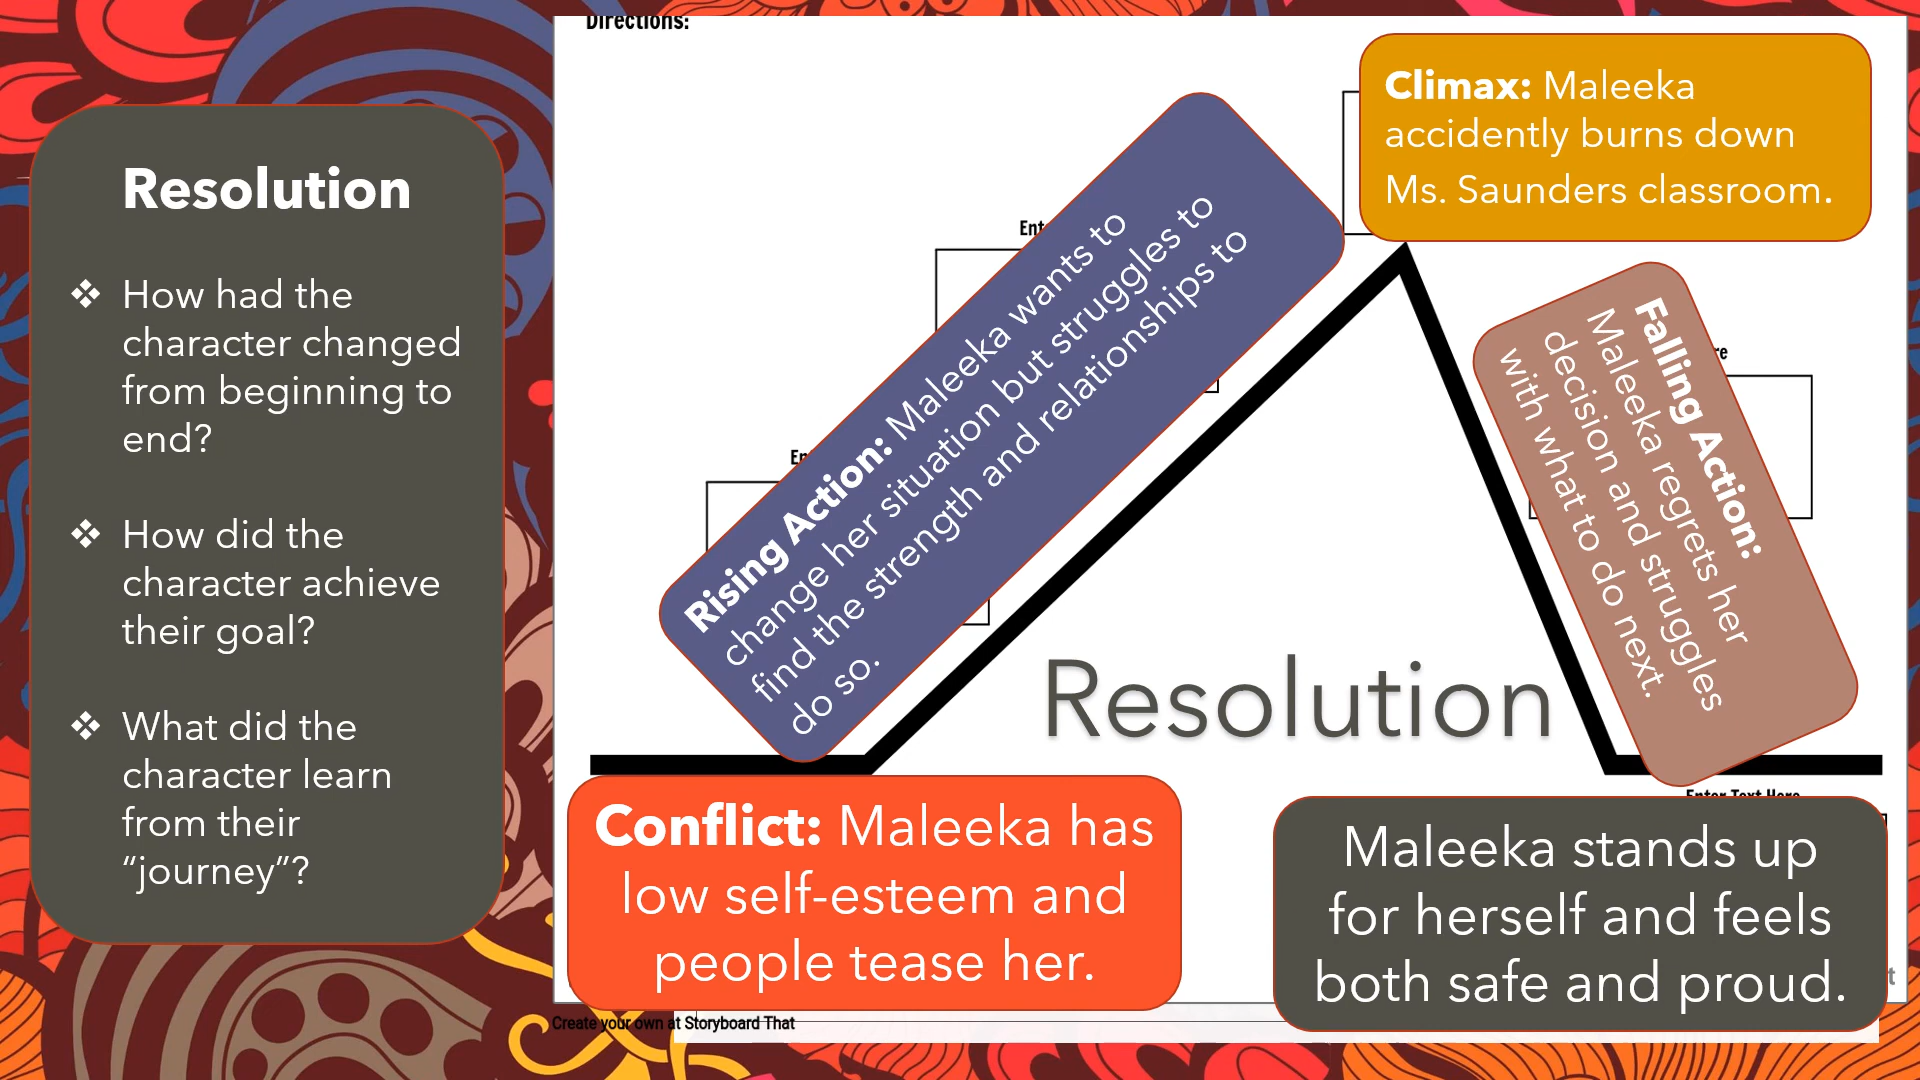 Directions:
Resolution
❖ How had the
character changed
from beginning to
end?
❖ How did the
character achieve
their goal?
❖ What did the
character learn
from their
“journey”?
Climax: Maleeka
accidently burns down
Ms. Saunders classroom.
Rising Action: Maleeka wants to
change her situation but struggles to
find the strength and relationships to
do so.
Falling Action:
Maleeka regrets her
decision and struggles
with what to do next.
Resolution
Conflict: Maleeka has
low self-esteem and
people tease her.
Enter Text Here
Maleeka stands up
for herself and feels
both safe and proud.
Create your own at Storyboard That